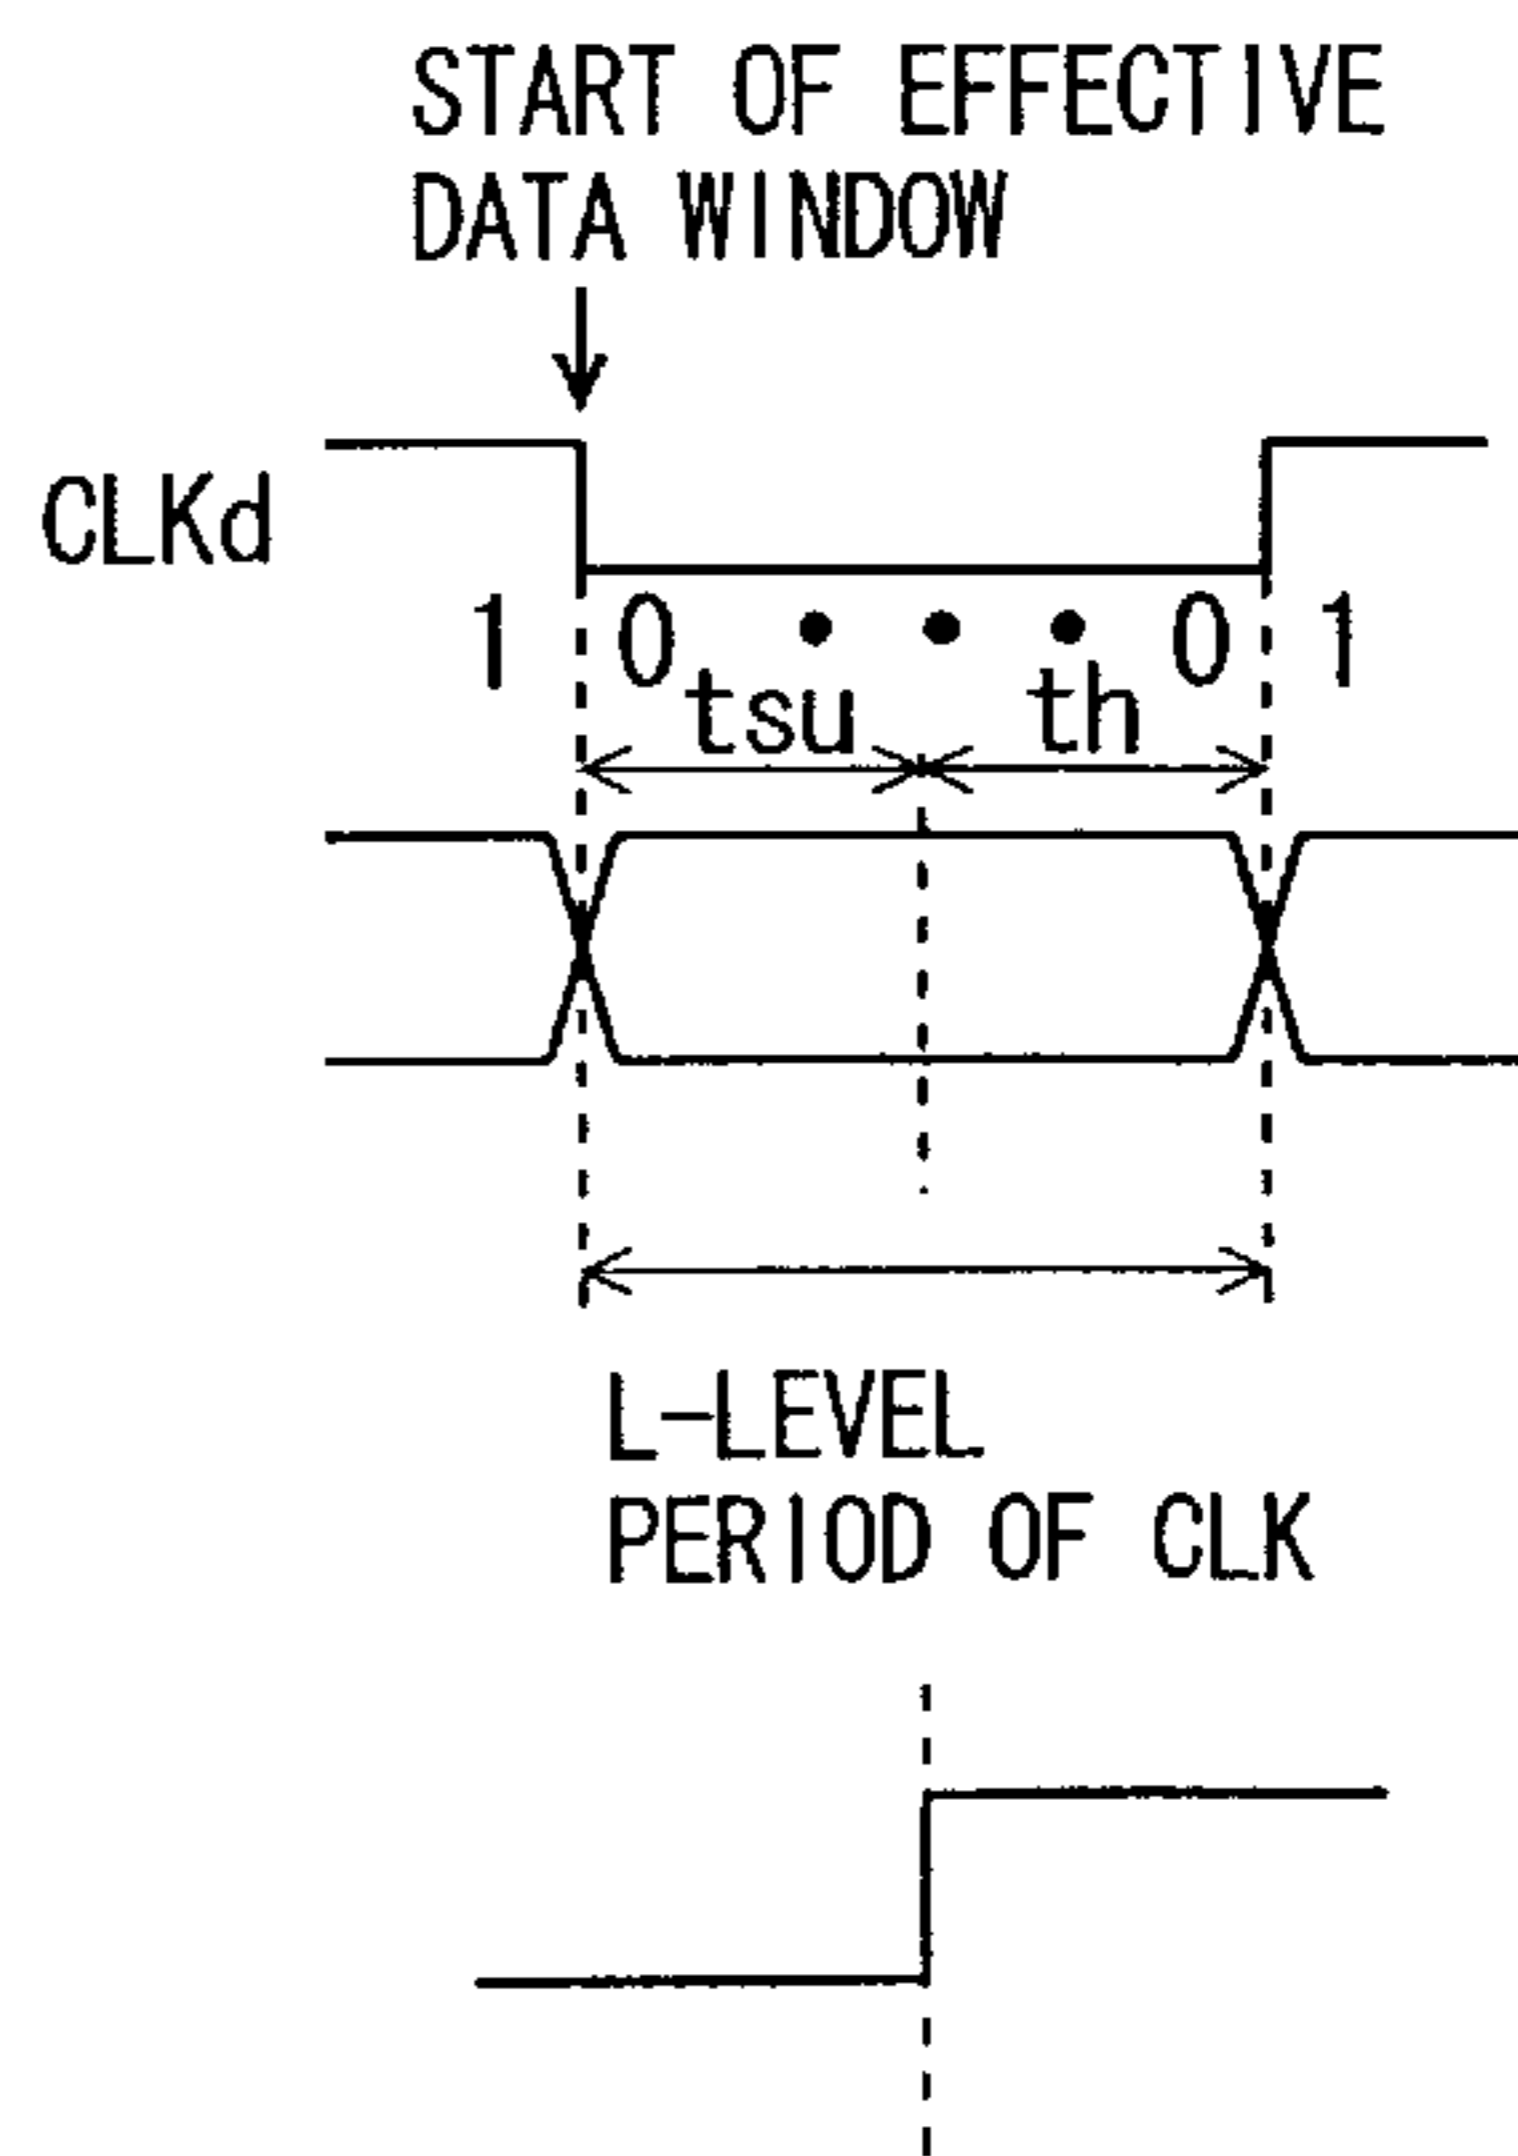 START OF EFFECTIVE
DATA WINDOW
CLKd
1 0 • • • 0 1
tsu th
L-LEVEL
PERIOD OF CLK